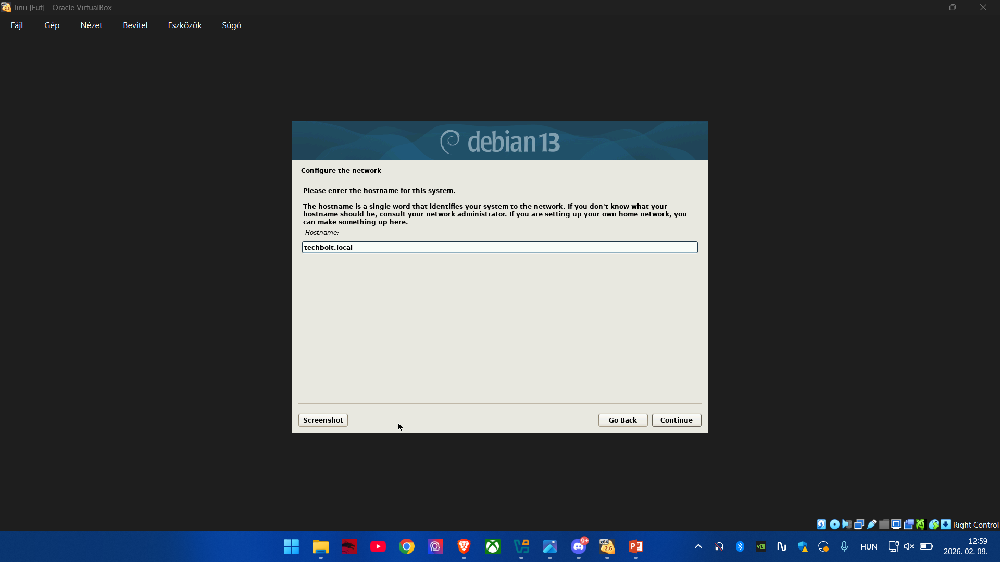 linu [Fut] - Oracle VirtualBox
Fájl Gép Nézet Bevitel Eszközök Súgó
debian 13
Configure the network
Please enter the hostname for this system.
The hostname is a single word that identifies your system to the network. If you don't know what your
hostname should be, consult your network administrator. If you are setting up your own home network, you
can make something up here.
Hostname:
techbolt.local
Screenshot Go Back Continue
Right Control
9+
x64
2.6
HUN
12:59
2026. 02. 09.